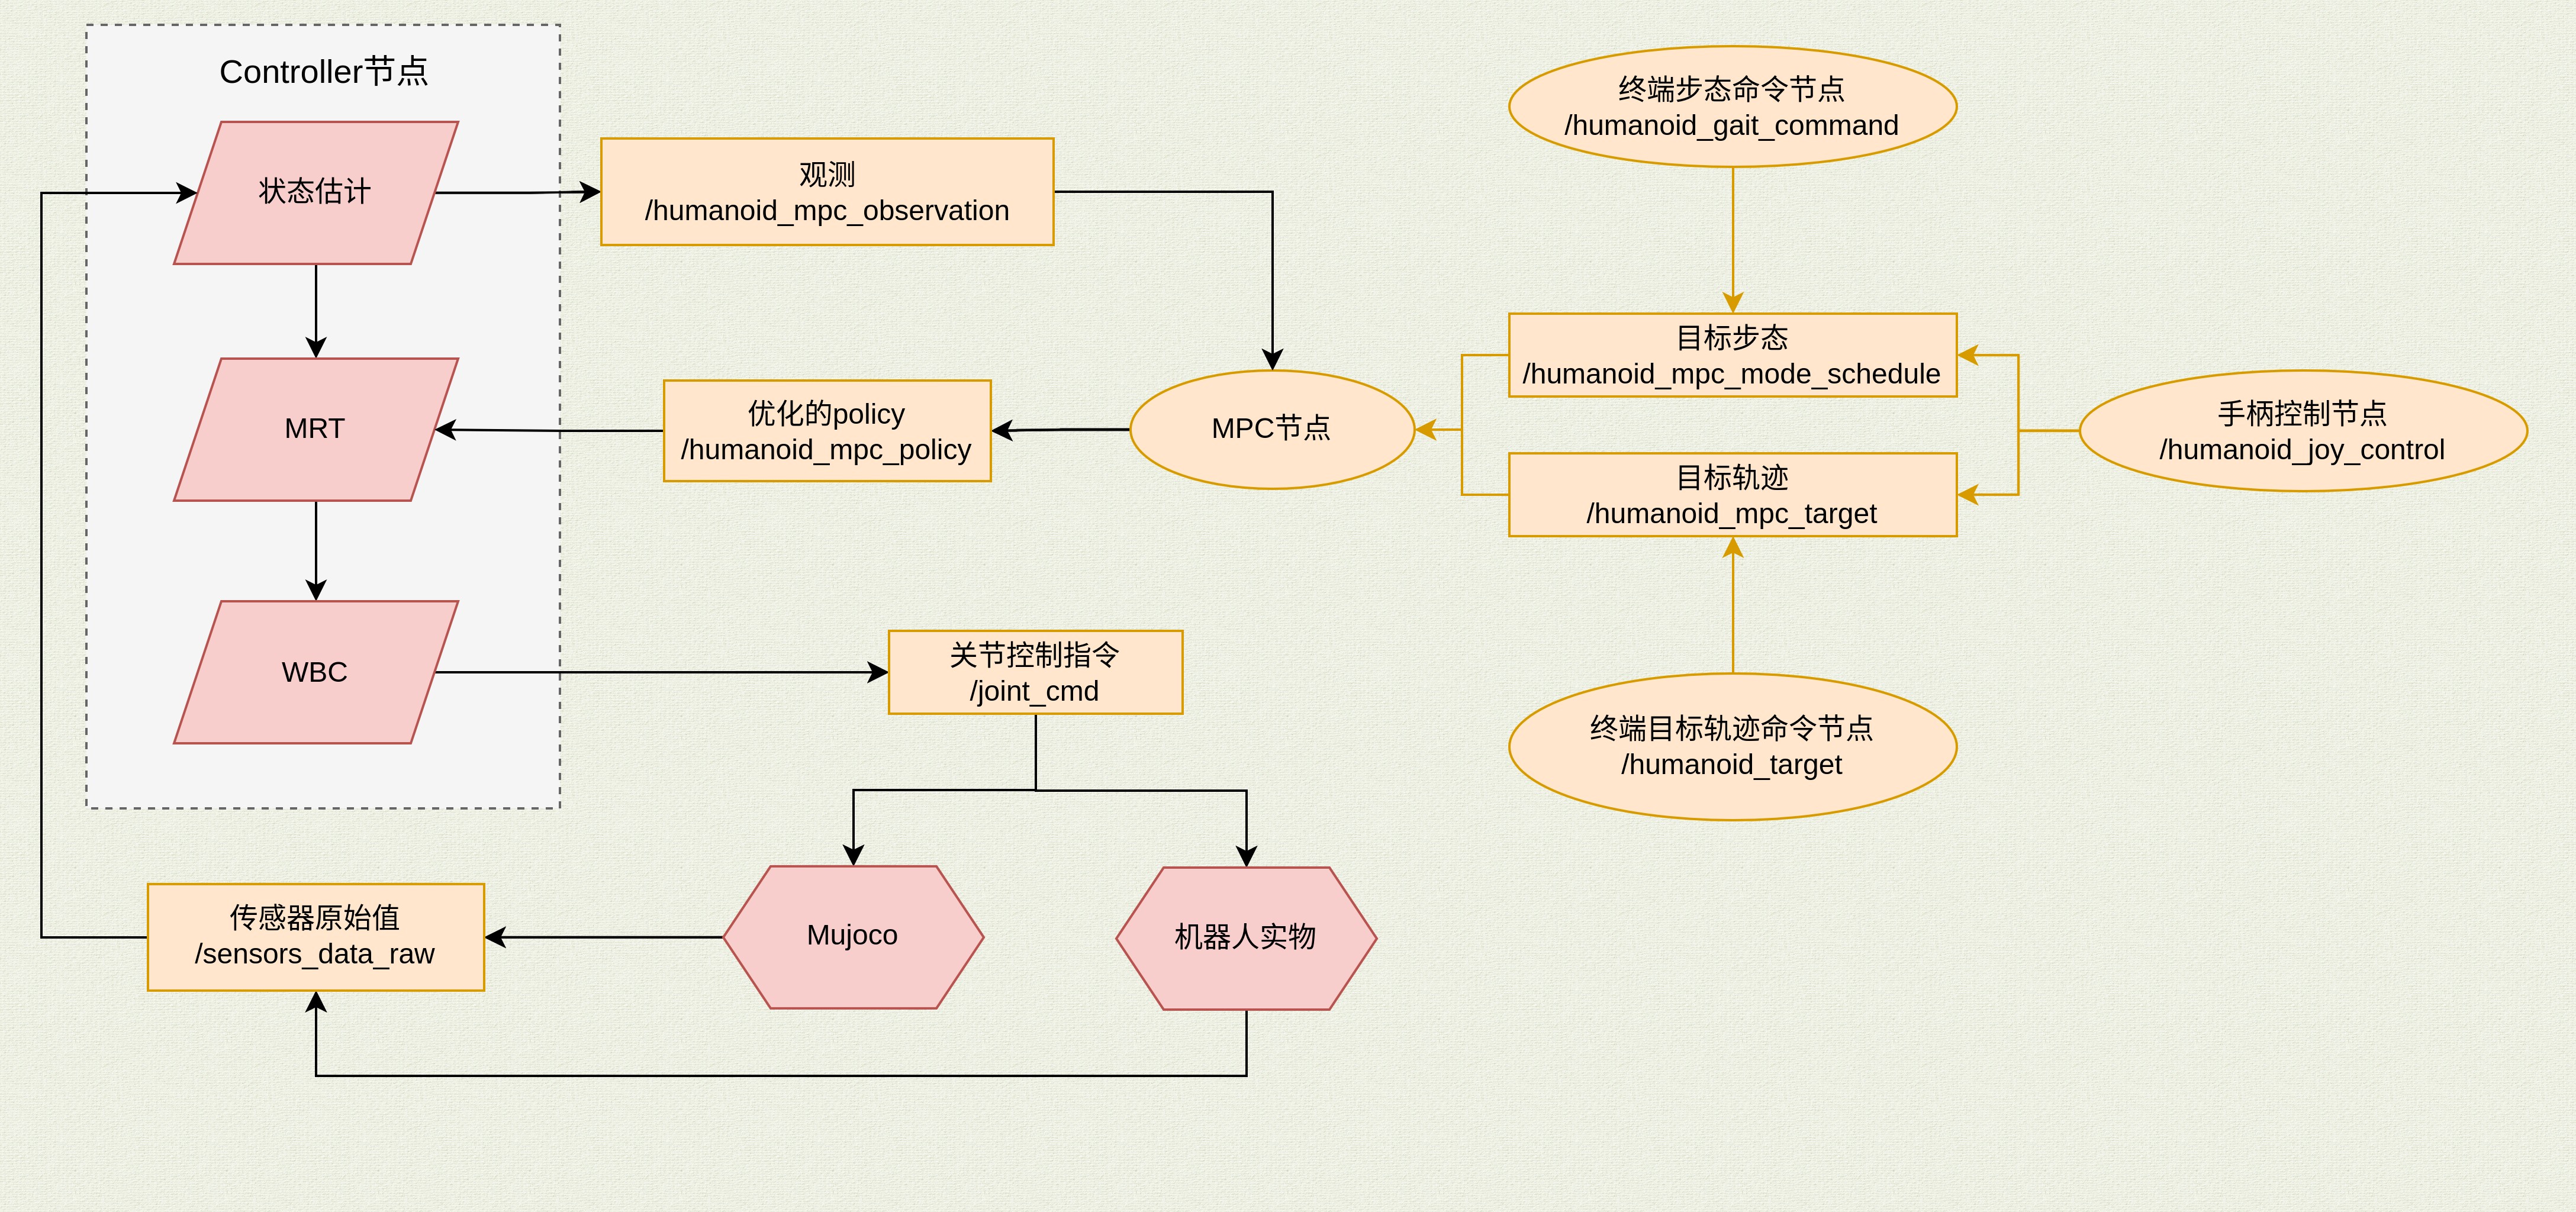 Controller节点
状态估计
MRT
WBC
观测
/humanoid_mpc_observation
优化的policy
/humanoid_mpc_policy
MPC节点
终端步态命令节点
/humanoid_gait_command
目标步态
/humanoid_mpc_mode_schedule
目标轨迹
/humanoid_mpc_target
手柄控制节点
/humanoid_joy_control
终端目标轨迹命令节点
/humanoid_target
关节控制指令
/joint_cmd
传感器原始值
/sensors_data_raw
Mujoco
机器人实物